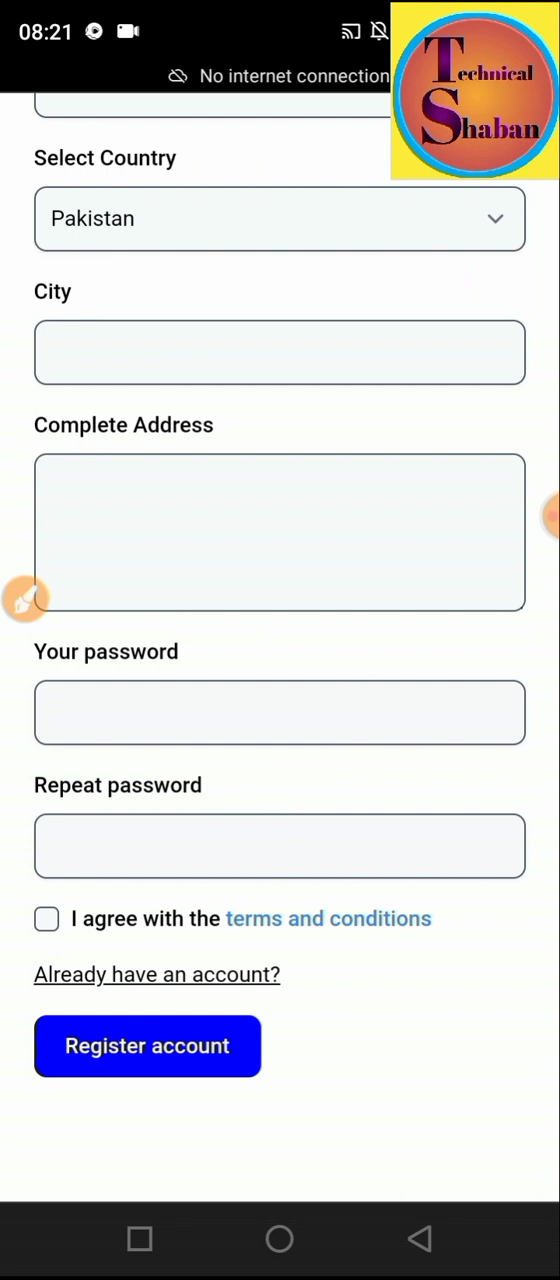 08:21
No internet connection
Technical
Shaban
Select Country
Pakistan
City
Complete Address
Your password
Repeat password
I agree with the terms and conditions
Already have an account?
Register account